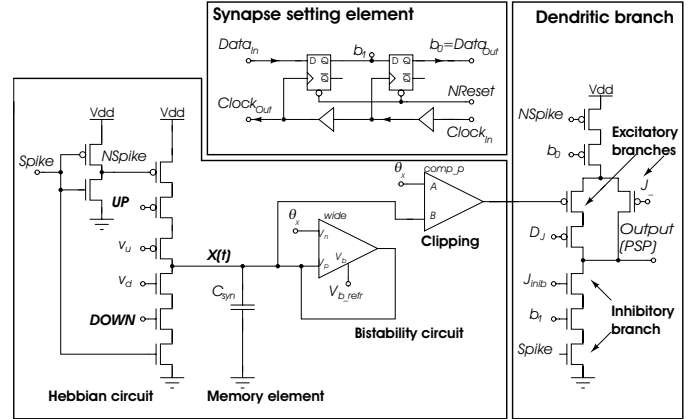 Synapse setting element
Dendritic branch
Data_In
b_1
b_0=Data_Out
D Q
Q
D Q
Q
NReset
Clock_Out
Clock_In
Vdd
Vdd
Spike
NSpike
UP
v_u
v_d
DOWN
X(t)
C_syn
Hebbian circuit
Memory element
θ_x
wide
V_n
V_b
V_p
V_b_refr
Bistability circuit
θ_x
comp_p
A
B
Clipping
Vdd
NSpike
b_0
Excitatory
branches
J_-
D_J
Output
(PSP)
J_inib
b_1
Spike
Inhibitory
branch